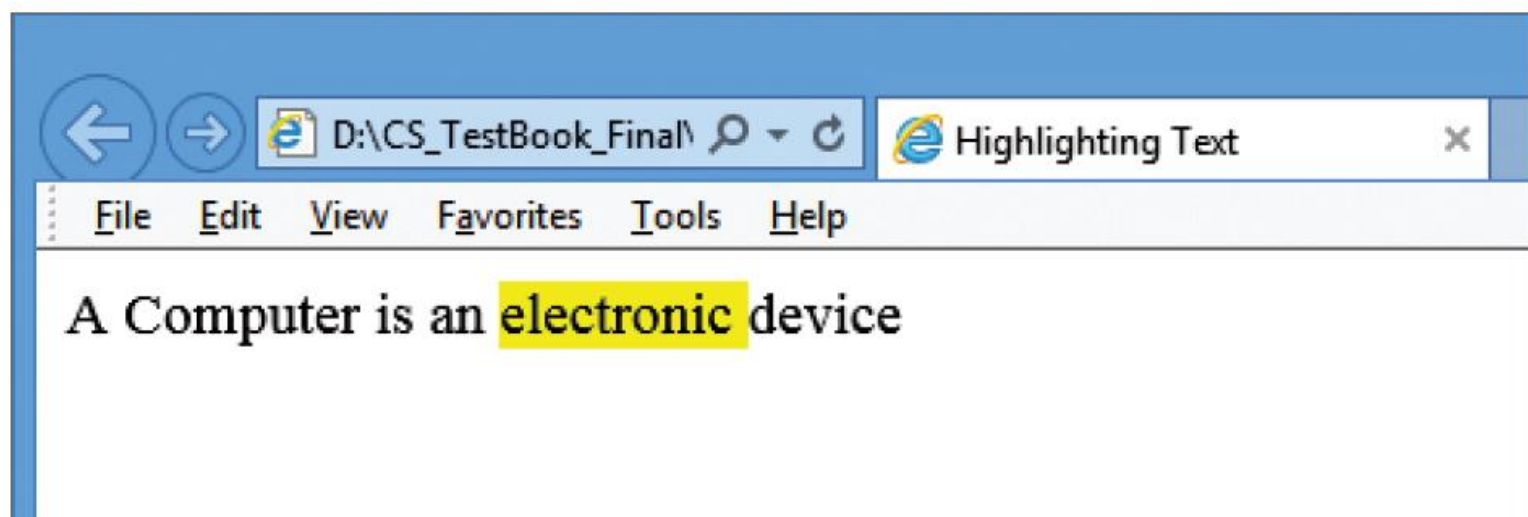 D:\CS_TestBook_Final\
Highlighting Text
File Edit View Favorites Tools Help
A Computer is an electronic device